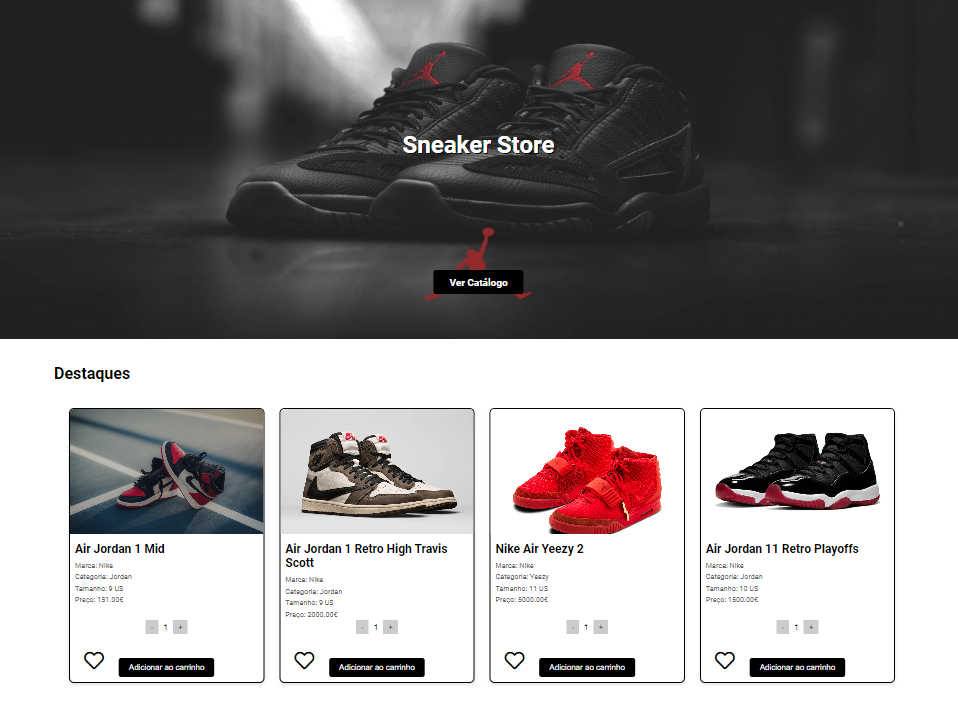 Sneaker Store
Ver Catálogo
Destaques
Air Jordan 1 Mid
Marca: Nike
Categoria: Jordan
Tamanho: 9 US
Preço: 151.00€
- 1 +
Adicionar ao carrinho
Air Jordan 1 Retro High Travis
Scott
Marca: Nike
Categoria: Jordan
Tamanho: 9 US
Preço: 2000.00€
- 1 +
Adicionar ao carrinho
Nike Air Yeezy 2
Marca: Nike
Categoria: Yeezy
Tamanho: 11 US
Preço: 5000.00€
- 1 +
Adicionar ao carrinho
Air Jordan 11 Retro Playoffs
Marca: Nike
Categoria: Jordan
Tamanho: 10 US
Preço: 1500.00€
- 1 +
Adicionar ao carrinho